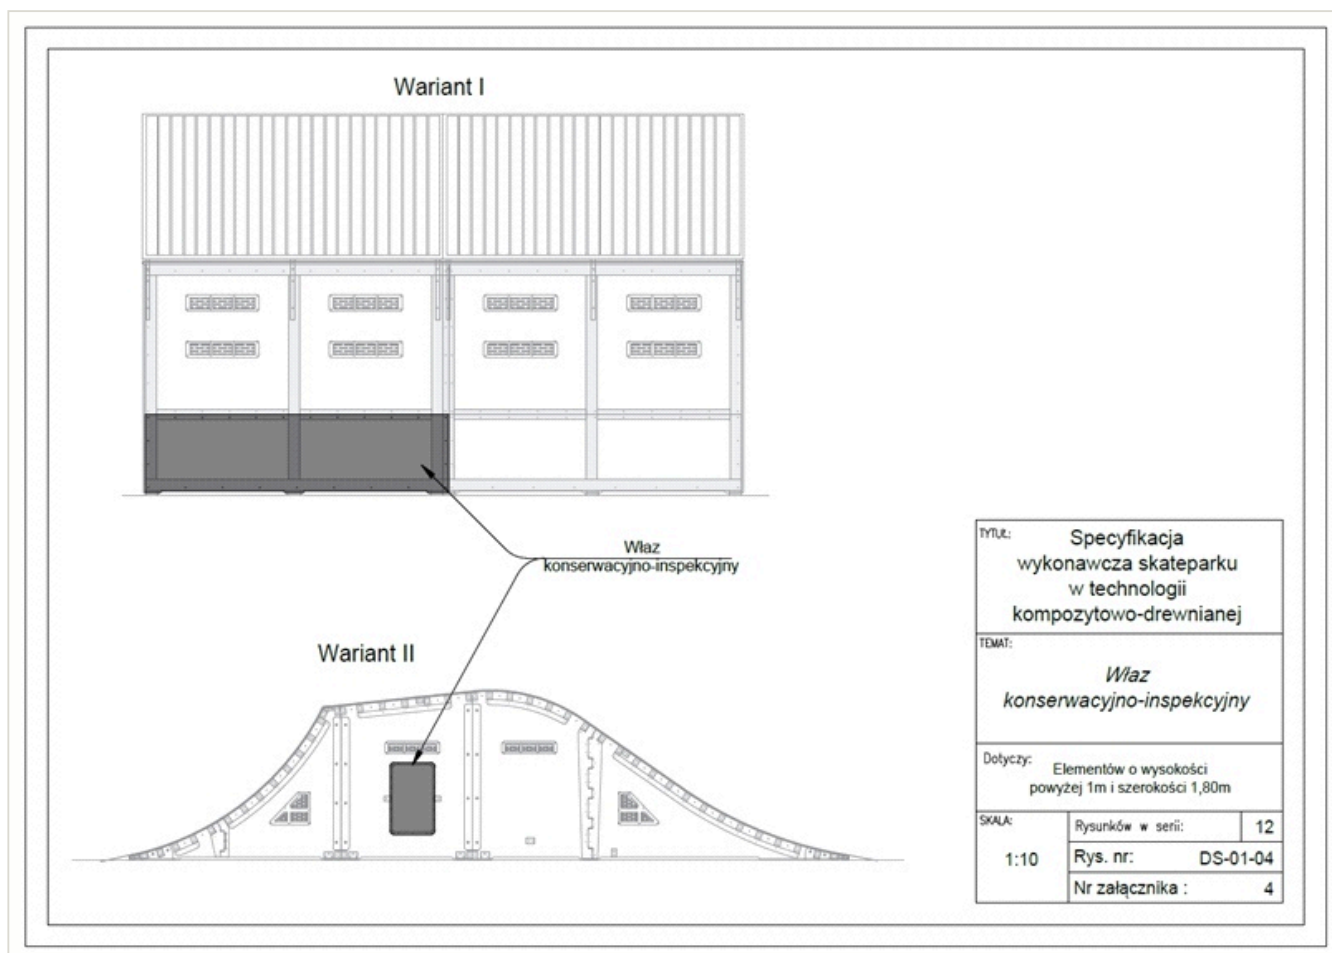 Wariant I
Właz
konserwacyjno-inspekcyjny
Wariant II
TYTUŁ:
Specyfikacja
wykonawcza skateparku
w technologii
kompozytowo-drewnianej
TEMAT:
Właz
konserwacyjno-inspekcyjny
Dotyczy:
Elementów o wysokości
powyżej 1m i szerokości 1,80m
SKALA:
1:10
Rysunków w serii: 12
Rys. nr: DS-01-04
Nr załącznika : 4